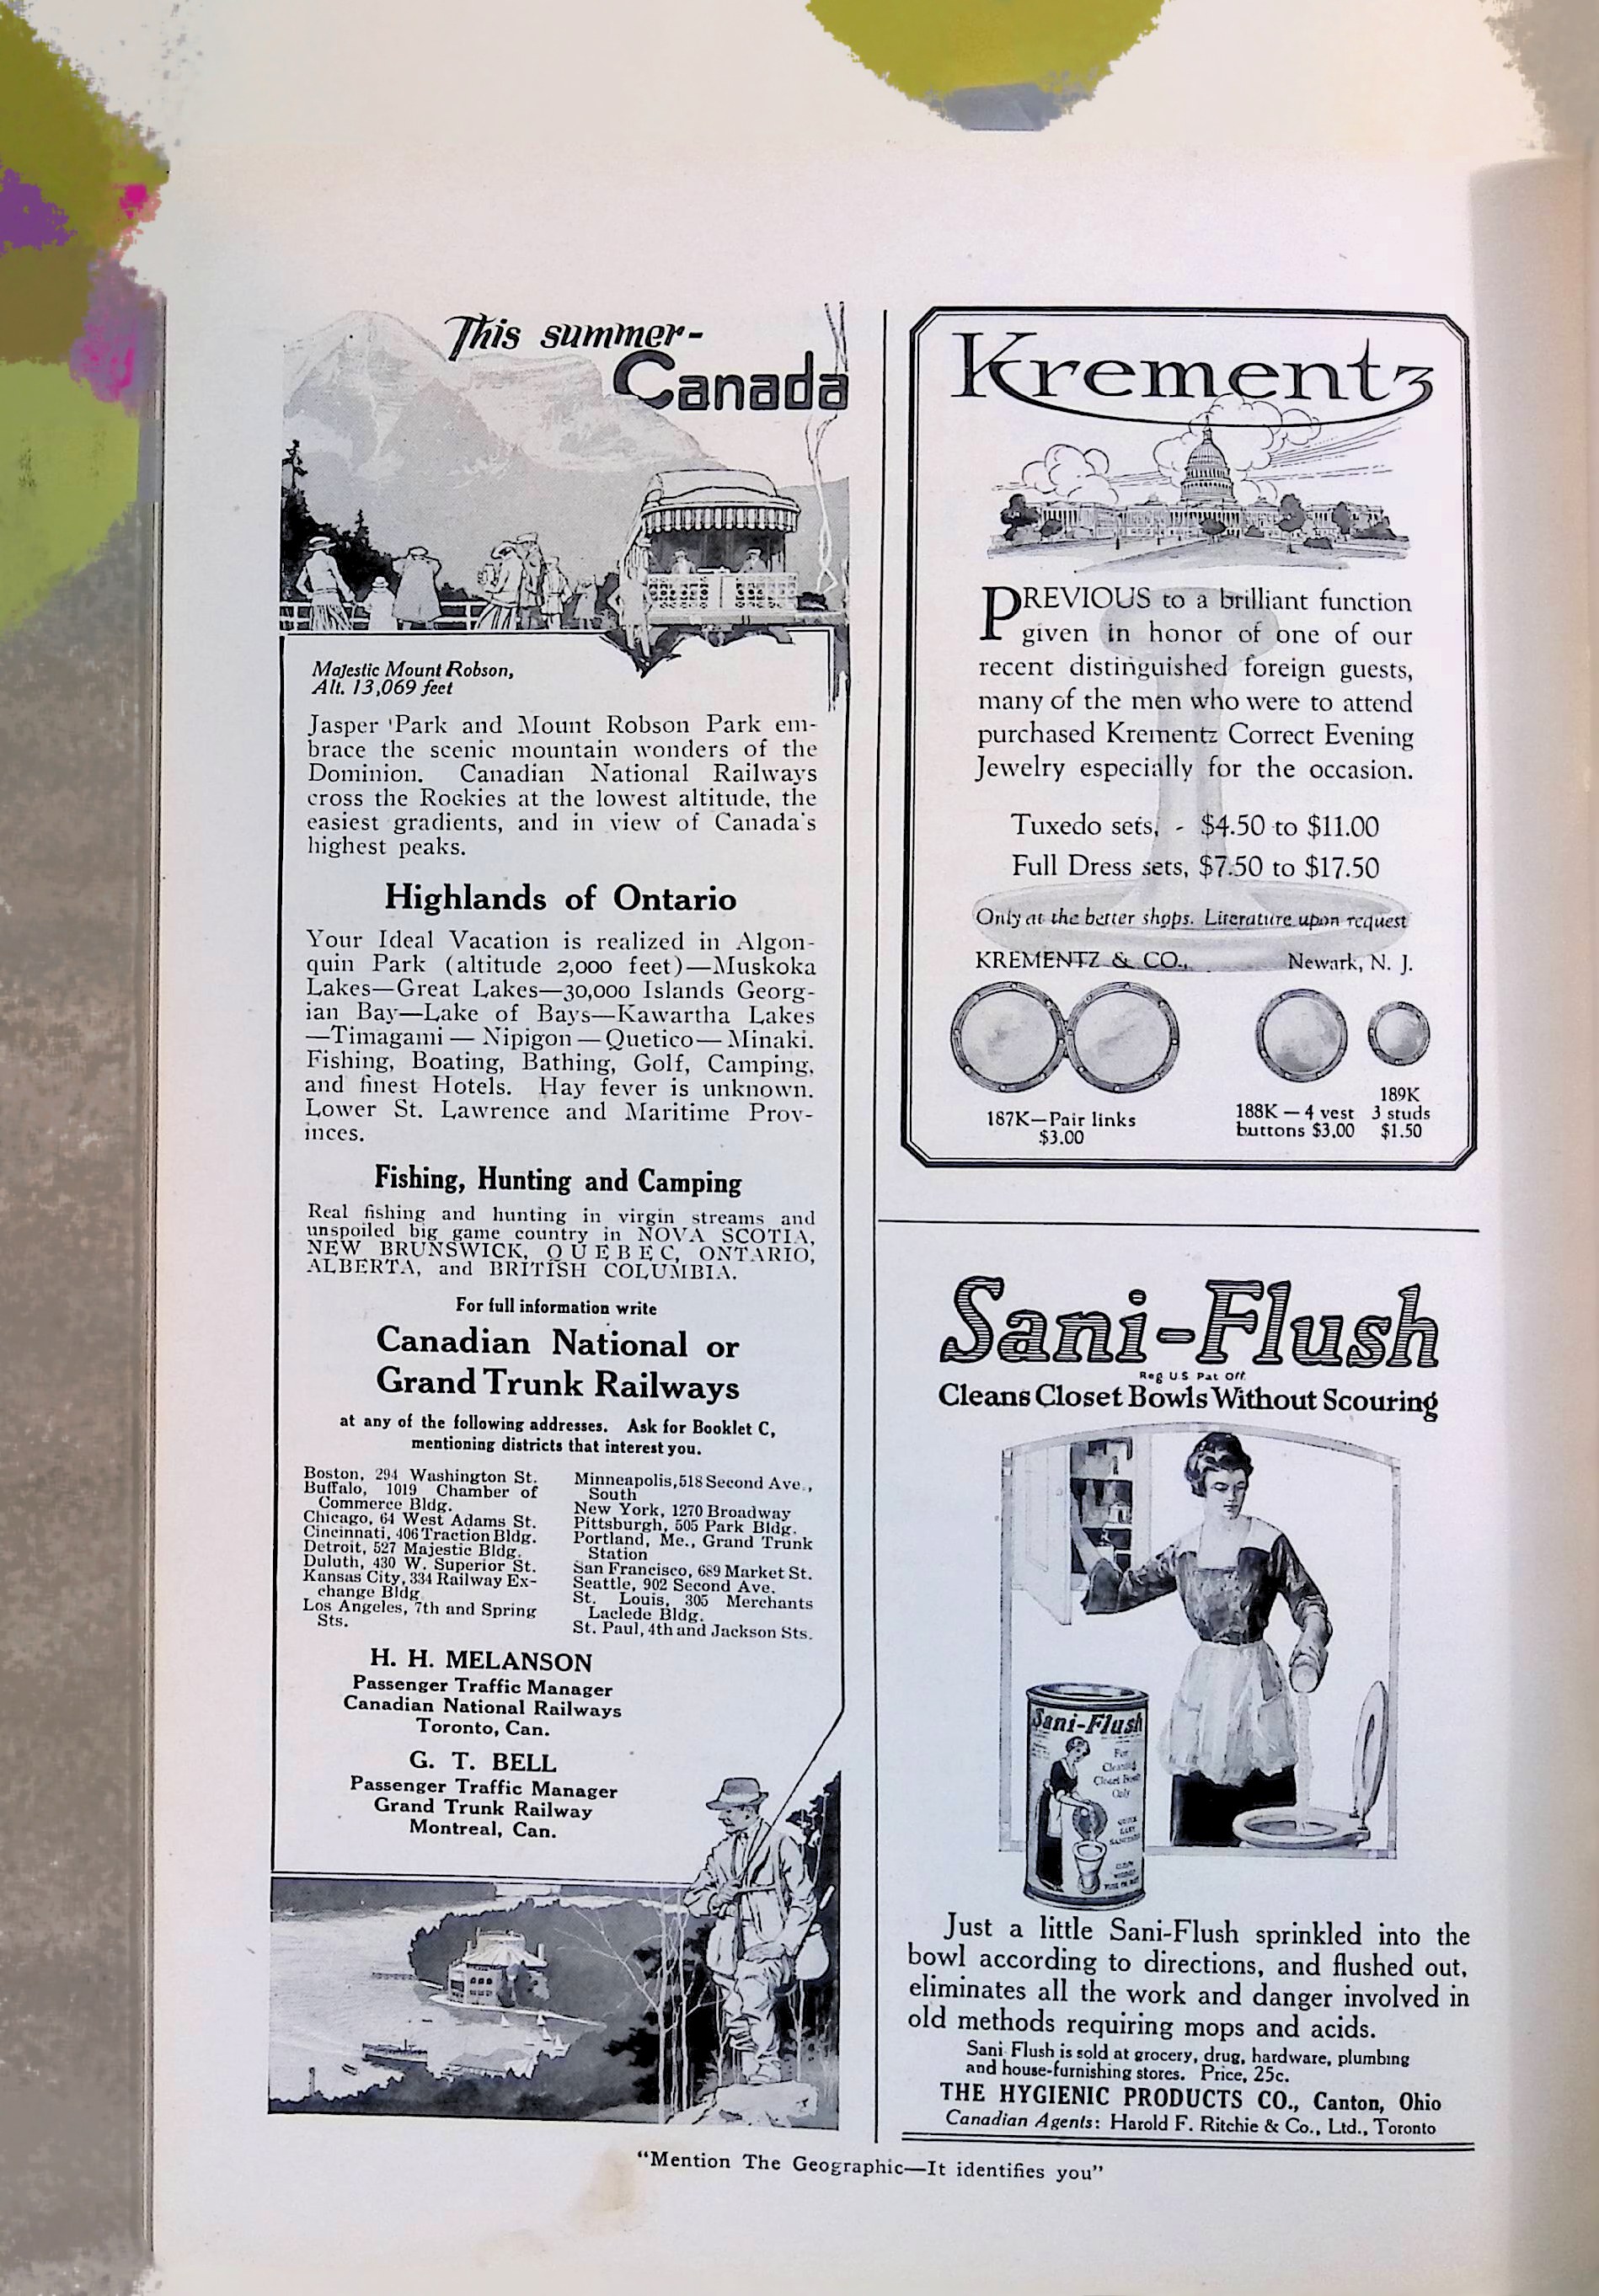 This summer-
Canada
Majestic Mount Robson,
Alt. 13,069 feet
Jasper Park and Mount Robson Park em-
brace the scenic mountain wonders of the
Dominion. Canadian National Railways
cross the Rockies at the lowest altitude, the
easiest gradients, and in view of Canada's
highest peaks.
Highlands of Ontario
Your Ideal Vacation is realized in Algon-
quin Park (altitude 2,000 feet)—Muskoka
Lakes—Great Lakes—30,000 Islands Georg-
ian Bay—Lake of Bays—Kawartha Lakes
—Timagami — Nipigon — Quetico — Minaki.
Fishing, Boating, Bathing, Golf, Camping,
and finest Hotels. Hay fever is unknown.
Lower St. Lawrence and Maritime Prov-
inces.
Fishing, Hunting and Camping
Real fishing and hunting in virgin streams and
unspoiled big game country in NOVA SCOTIA,
NEW BRUNSWICK, QUEBEC, ONTARIO,
ALBERTA, and BRITISH COLUMBIA.
For full information write
Canadian National or
Grand Trunk Railways
at any of the following addresses. Ask for Booklet C,
mentioning districts that interest you.
Boston, 294 Washington St.
Buffalo, 1019 Chamber of
Commerce Bldg.
Chicago, 64 West Adams St.
Cincinnati, 406 Traction Bldg.
Detroit, 527 Majestic Bldg.
Duluth, 430 W. Superior St.
Kansas City, 334 Railway Ex-
change Bldg.
Los Angeles, 7th and Spring
Sts.
Minneapolis, 518 Second Ave.,
South
New York, 1270 Broadway
Pittsburgh, 505 Park Bldg.
Portland, Me., Grand Trunk
Station
San Francisco, 689 Market St.
Seattle, 902 Second Ave.
St. Louis, 305 Merchants
Laclede Bldg.
St. Paul, 4th and Jackson Sts.
H. H. MELANSON
Passenger Traffic Manager
Canadian National Railways
Toronto, Can.
G. T. BELL
Passenger Traffic Manager
Grand Trunk Railway
Montreal, Can.
Krementz
PREVIOUS to a brilliant function
given in honor of one of our
recent distinguished foreign guests,
many of the men who were to attend
purchased Krementz Correct Evening
Jewelry especially for the occasion.
Tuxedo sets, - $4.50 to $11.00
Full Dress sets, $7.50 to $17.50
Only at the better shops. Literature upon request
KREMENTZ & CO., Newark, N. J.
187K—Pair links
$3.00
188K — 4 vest
buttons $3.00
189K
3 studs
$1.50
Sani-Flush
Reg U.S Pat Off.
Cleans Closet Bowls Without Scouring
Sani-Flush
For
Cleaning
Closet Bowls
Only
QUICK
EASY
SANITARY
Just a little Sani-Flush sprinkled into the
bowl according to directions, and flushed out,
eliminates all the work and danger involved in
old methods requiring mops and acids.
Sani-Flush is sold at grocery, drug, hardware, plumbing
and house-furnishing stores. Price, 25c.
THE HYGIENIC PRODUCTS CO., Canton, Ohio
Canadian Agents: Harold F. Ritchie & Co., Ltd., Toronto
“Mention The Geographic—It identifies you”